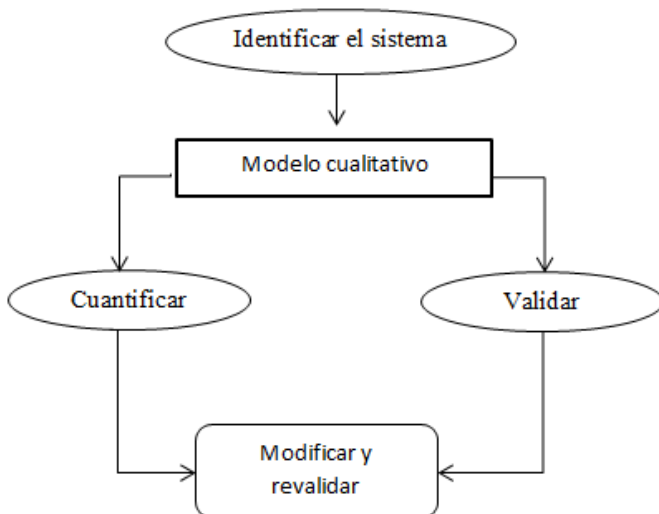 Identificar el sistema
Modelo cualitativo
Cuantificar
Validar
Modificar y
revalidar